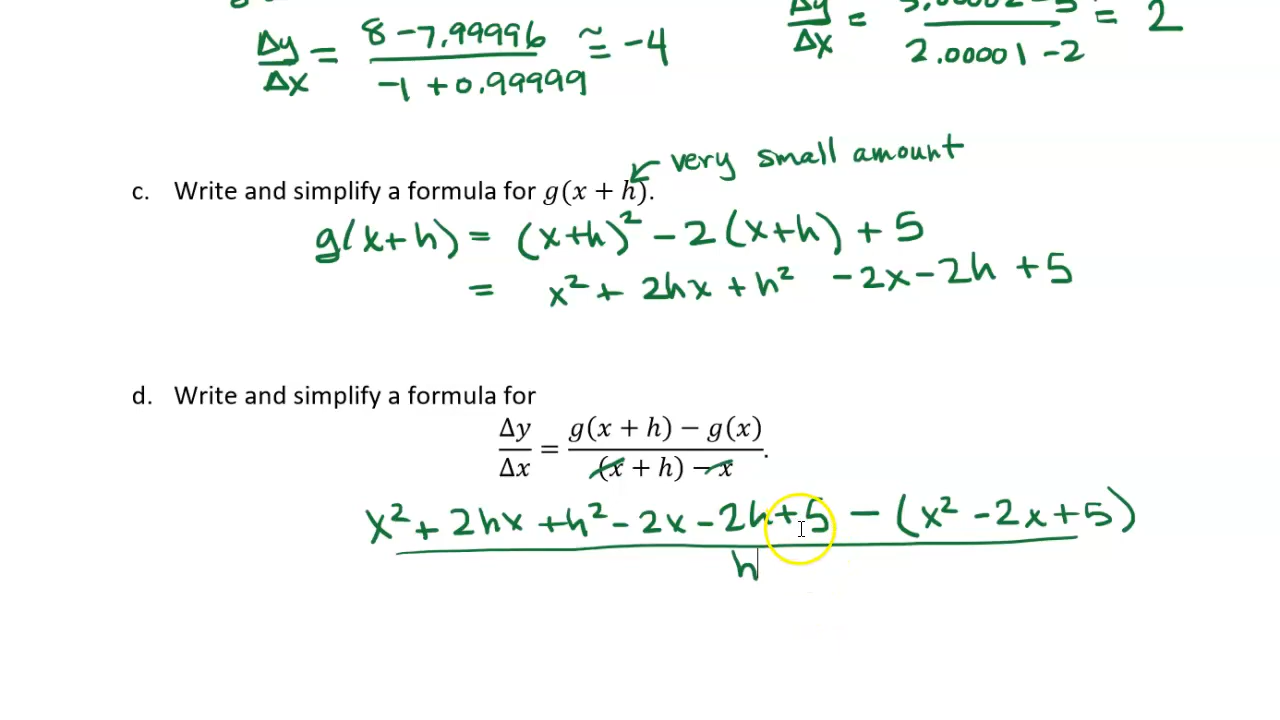 Δy/Δx = (8 - 7.99996)/(-1 + 0.99999) ≅ -4
Δy/Δx = /(2.00001 - 2) = 2
very small amount
c. Write and simplify a formula for g(x + h).
g(x+h) = (x+h)² - 2(x+h) + 5
= x² + 2hx + h² - 2x - 2h + 5
d. Write and simplify a formula for
Δy/Δx = (g(x + h) − g(x))/((x + h) − x).
x² + 2hx + h² - 2x - 2h + 5 - (x² - 2x + 5)
h